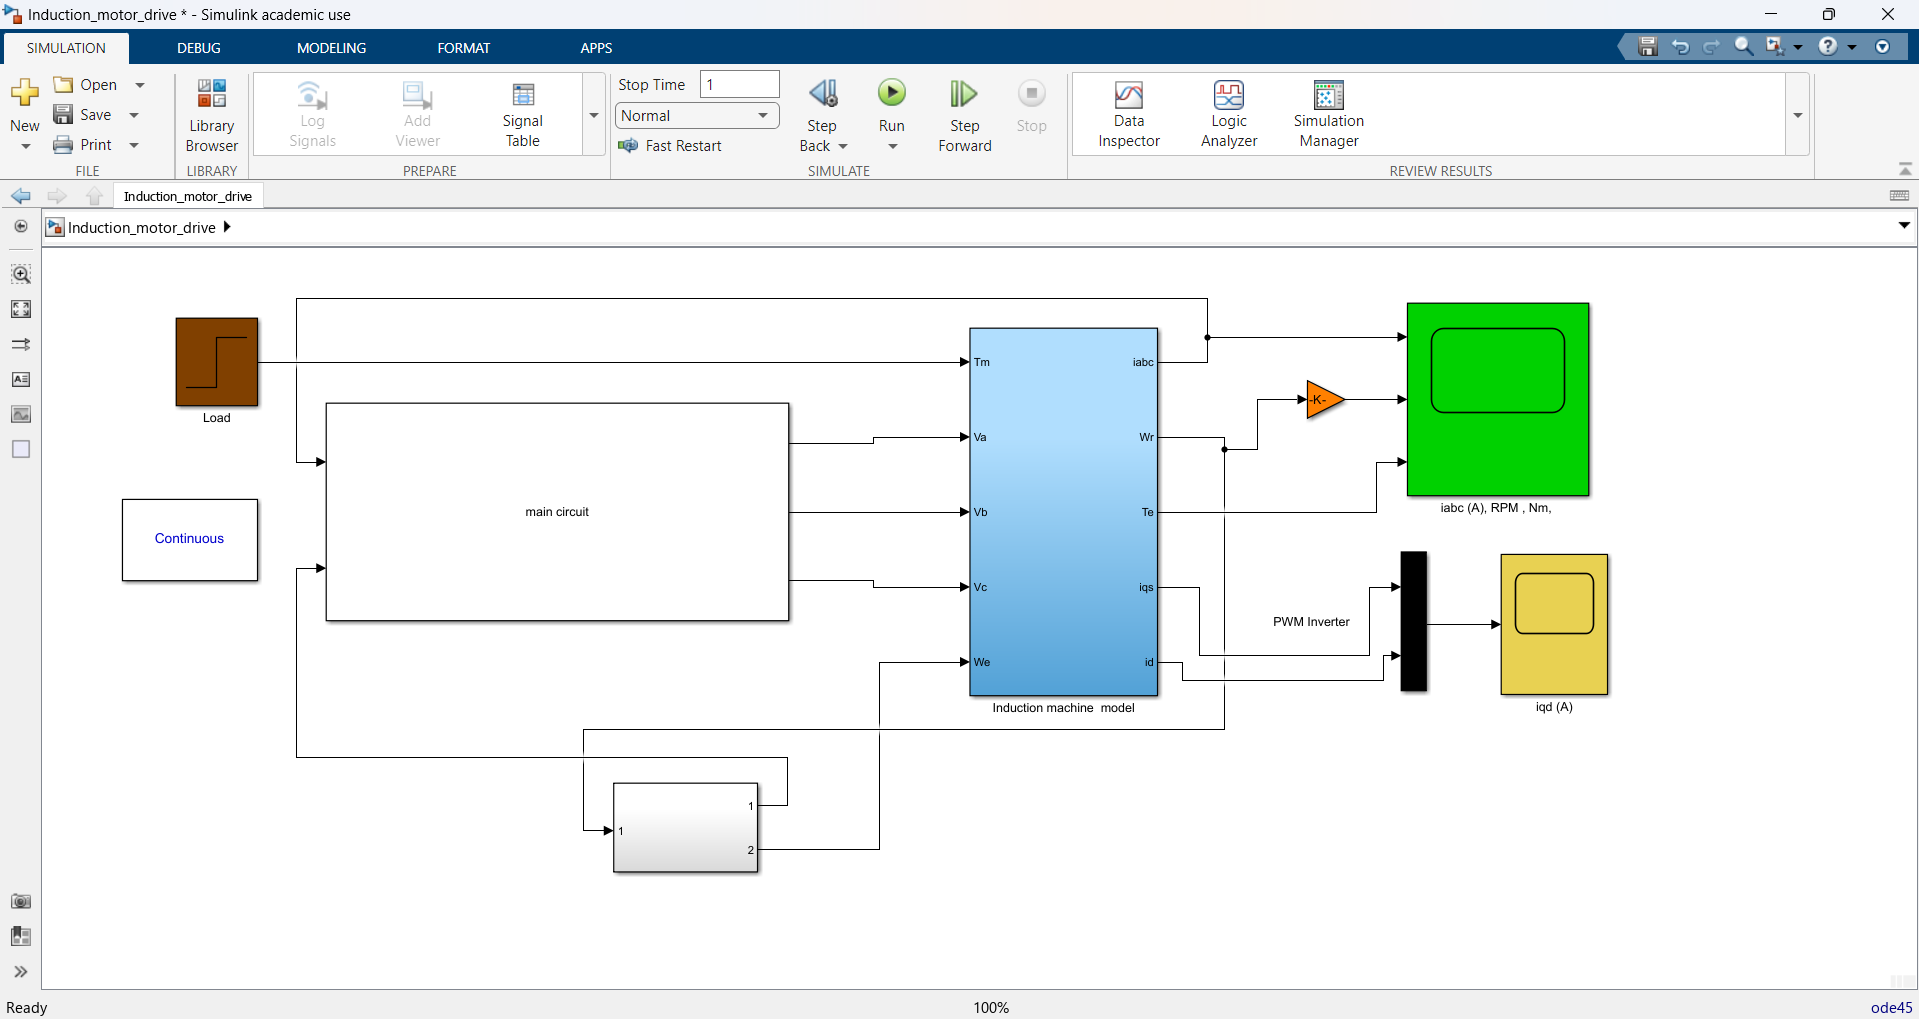 Induction_motor_drive * - Simulink academic use
SIMULATION DEBUG MODELING FORMAT APPS
New
Open
Save
Print
FILE
Library
Browser
LIBRARY
Log
Signals
Add
Viewer
Signal
Table
PREPARE
Stop Time 1
Normal
Fast Restart
Step
Back
Run
Step
Forward
Stop
SIMULATE
Data
Inspector
Logic
Analyzer
Simulation
Manager
REVIEW RESULTS
Induction_motor_drive
Induction_motor_drive
Load
Continuous
main circuit
Tm
Va
Vb
Vc
We
iabc
Wr
Te
iqs
id
Induction machine model
-K-
iabc (A), RPM , Nm,
PWM Inverter
iqd (A)
1
1
2
Ready
100%
ode45